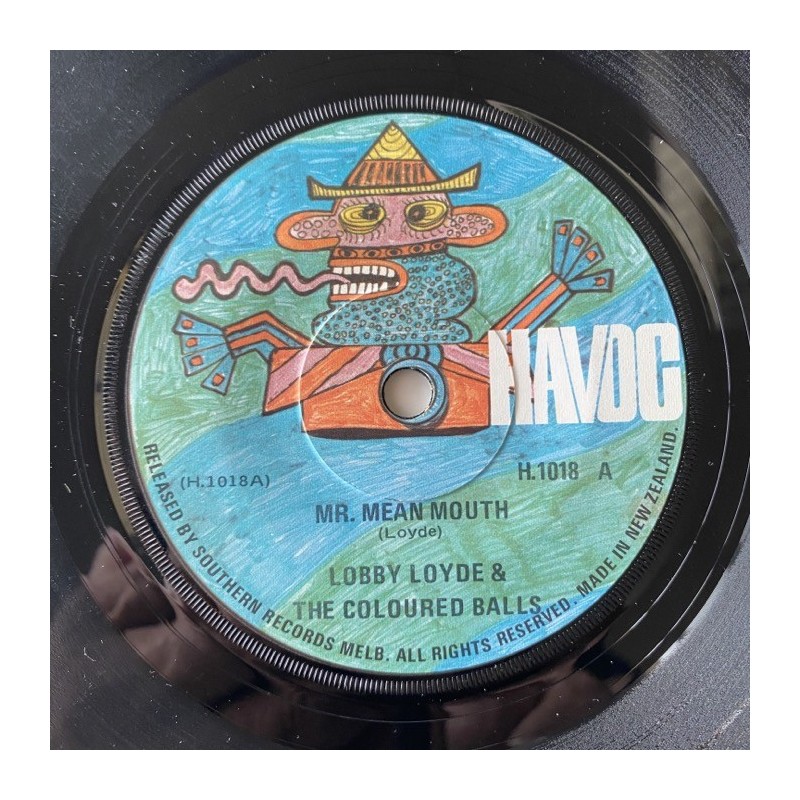 HAVOC
(H.1018A)
H.1018 A
MR. MEAN MOUTH
(Loyde)
LOBBY LOYDE &
THE COLOURED BALLS
RELEASED BY SOUTHERN RECORDS MELB. ALL RIGHTS RESERVED. MADE IN NEW ZEALAND.